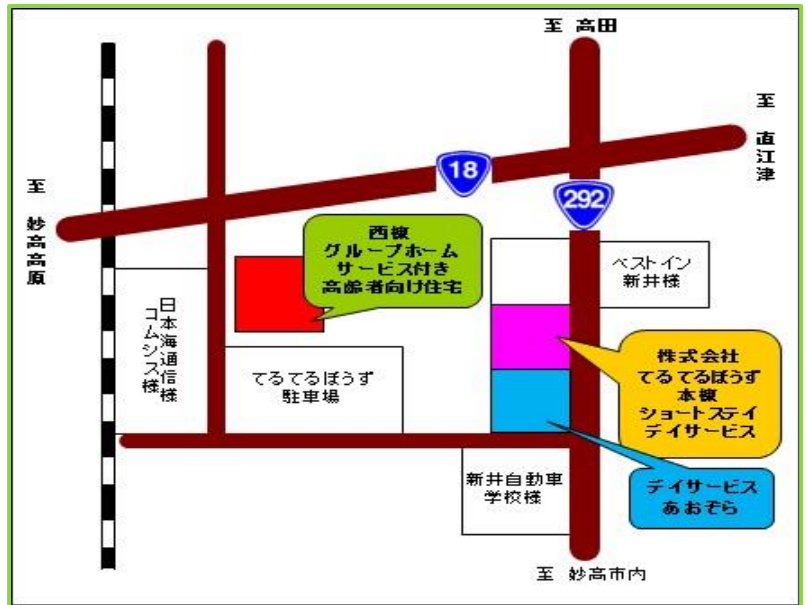 至 高田
至 直江津
18
292
至 妙高高原
西棟
グループホーム
サービス付き
高齢者向け住宅
ベストイン
新井様
日本海通信様
コムシス様
てるてるぼうず
駐車場
株式会社
てるてるぼうず
本棟
ショートステイ
デイサービス
新井自動車
学校様
デイサービス
あおぞら
至 妙高市内